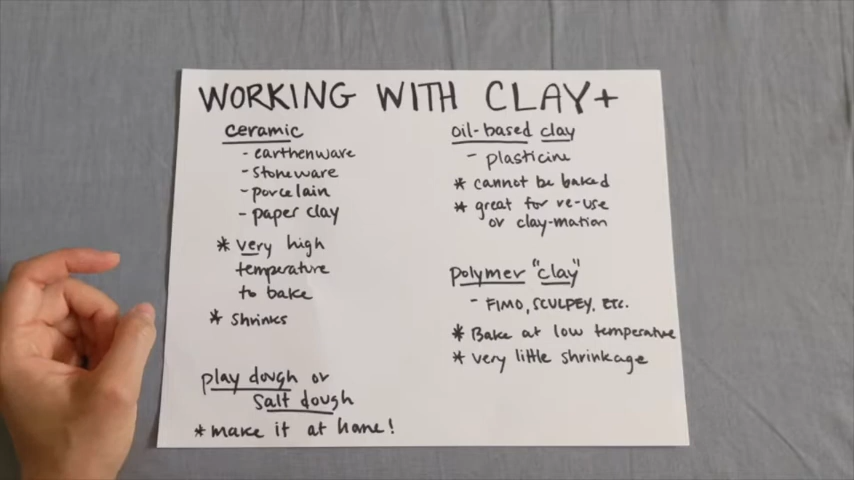 WORKING WITH CLAY+
ceramic
- earthenware
- stoneware
- porcelain
- paper clay
* very high
temperature
to bake
* shrinks
play dough or
salt dough
* make it at home!
oil-based clay
- plasticine
* cannot be baked
* great for re-use
or clay-mation
polymer "clay"
- FIMO, SCULPEY, ETC.
* Bake at low temperature
* very little shrinkage